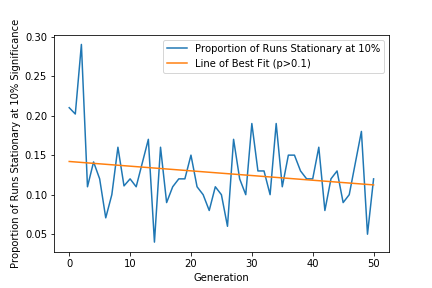 Proportion of Runs Stationary at 10% Significance
0.30
0.25
0.20
0.15
0.10
0.05
Proportion of Runs Stationary at 10%
Line of Best Fit (p>0.1)
0 10 20 30 40 50
Generation